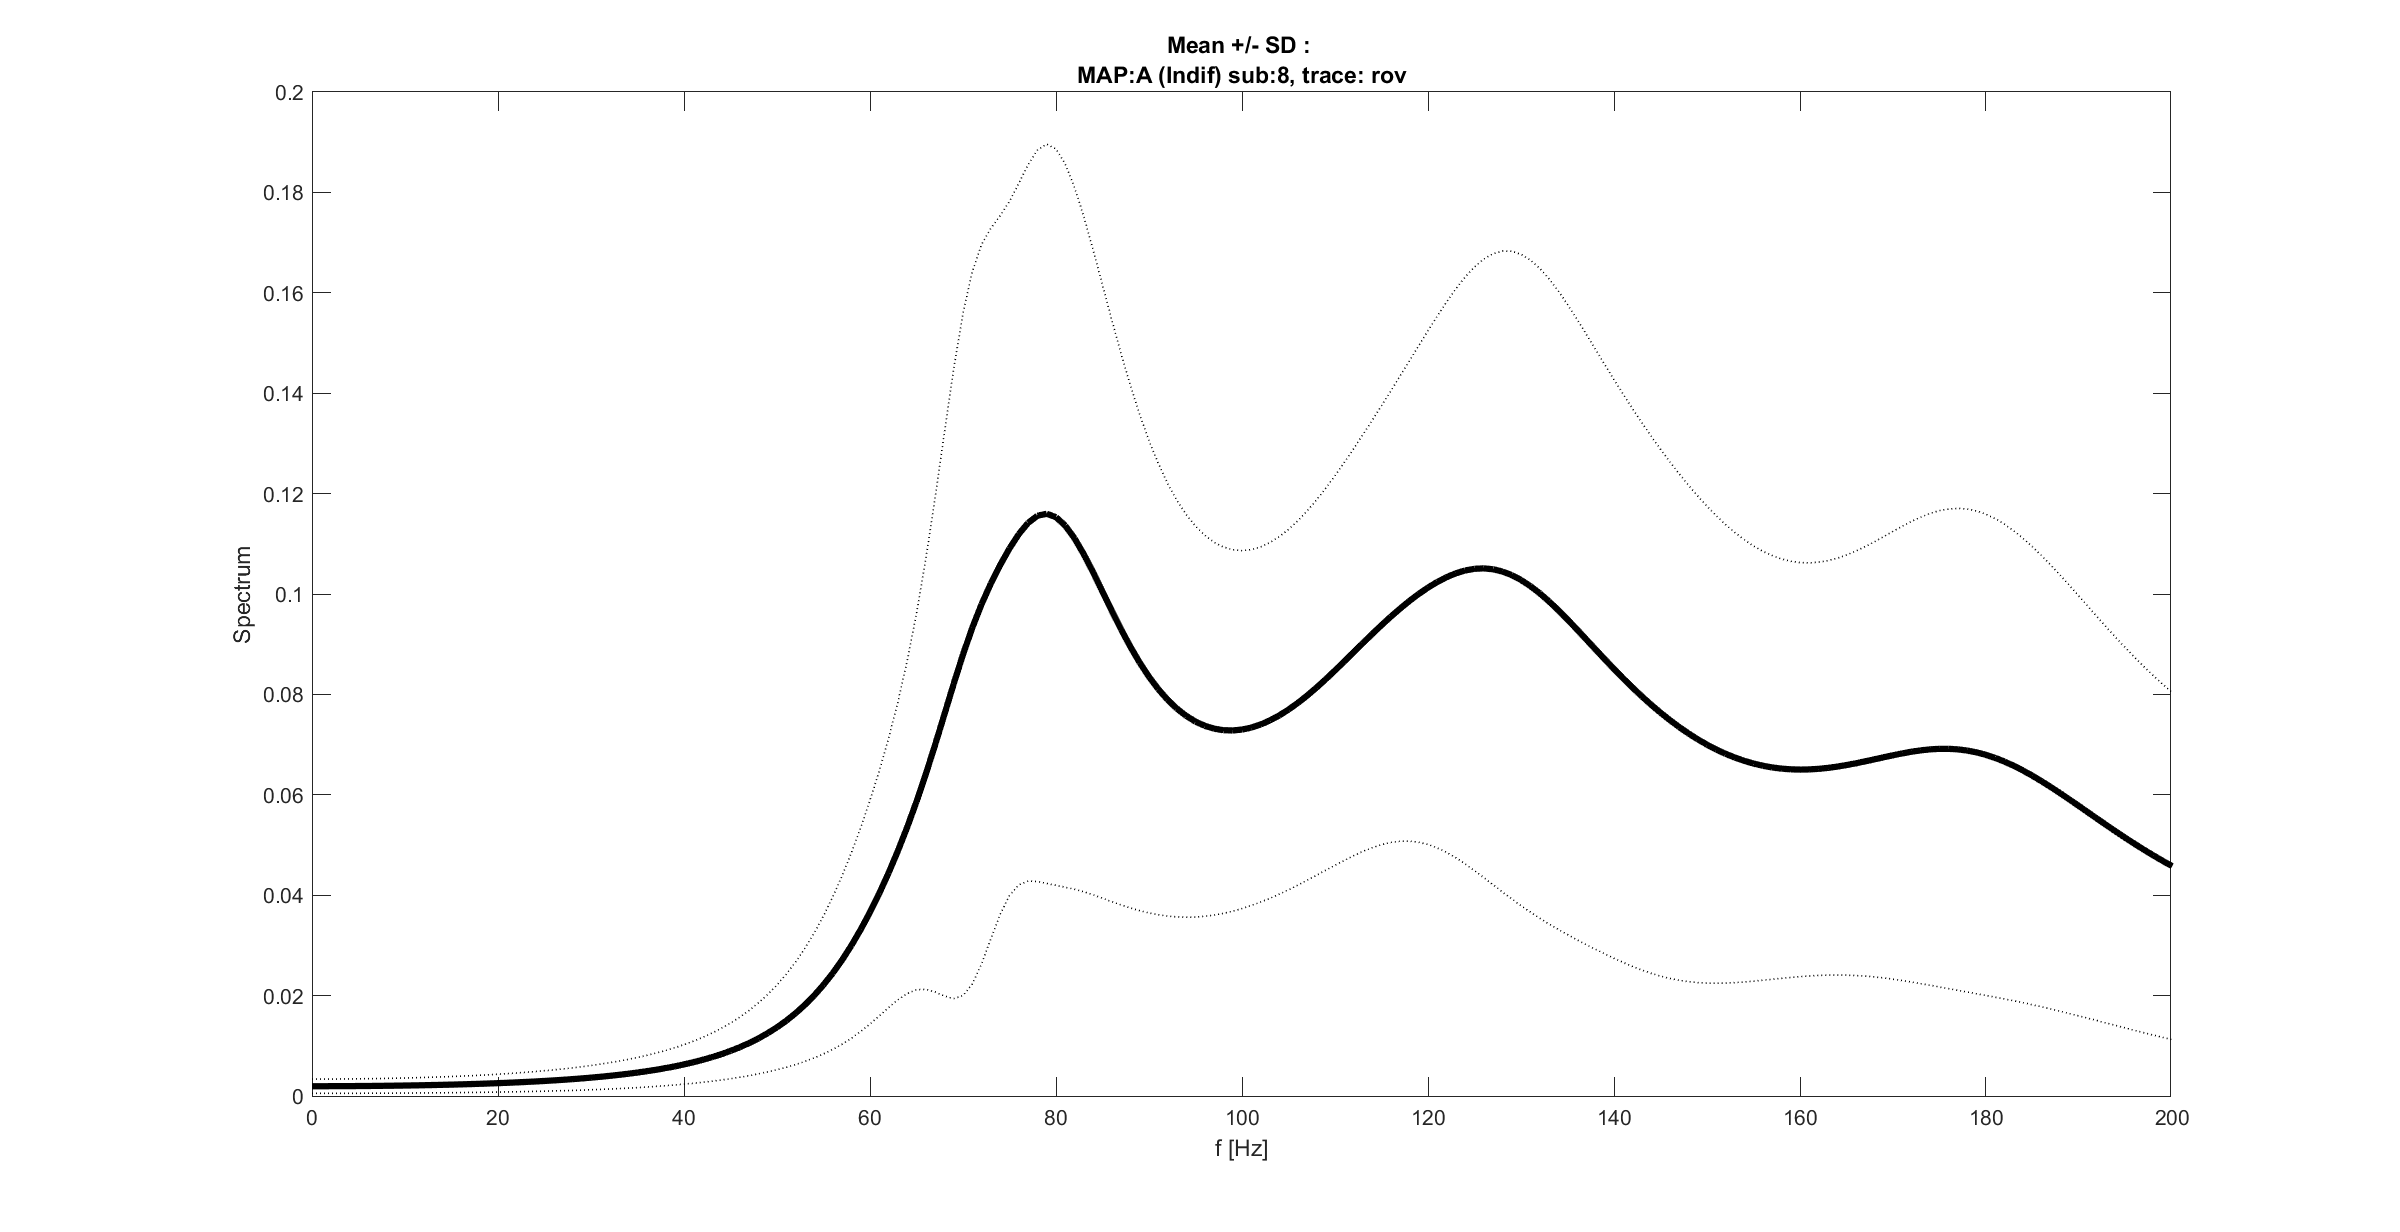 Mean +/- SD :
MAP:A (Indif) sub:8, trace: rov
0.2
0.18
0.16
0.14
0.12
0.1
0.08
0.06
0.04
0.02
0
Spectrum
0 20 40 60 80 100 120 140 160 180 200
f [Hz]